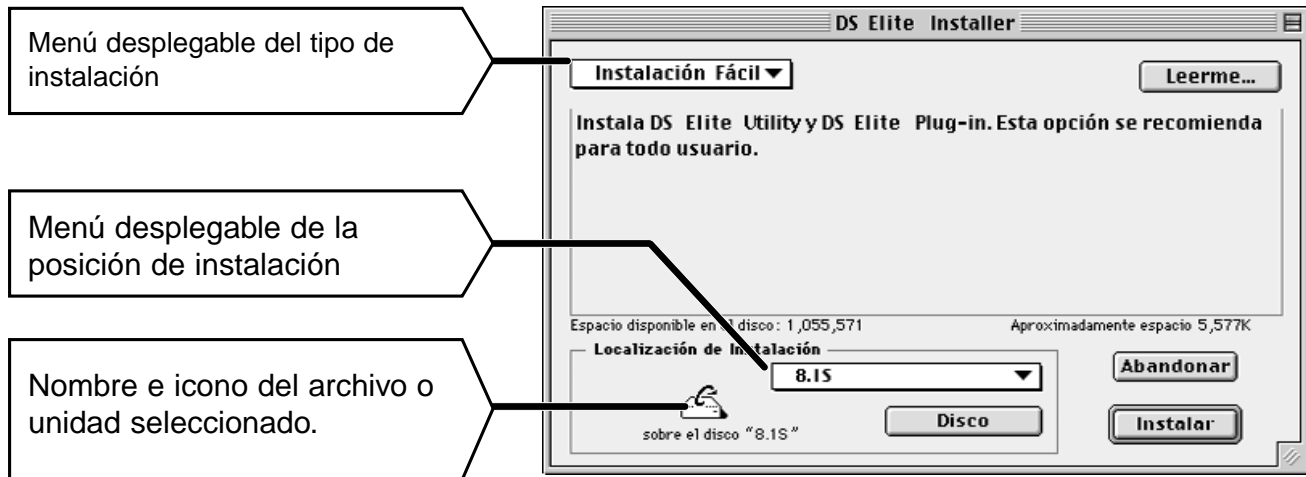 Menú desplegable del tipo de
instalación
Menú desplegable de la
posición de instalación
Nombre e icono del archivo o
unidad seleccionado.
DS Elite Installer
Instalación Fácil
Leerme...
Instala DS Elite Utility y DS Elite Plug-in. Esta opción se recomienda
para todo usuario.
Espacio disponible en el disco: 1,055,571
Aproximadamente espacio 5,577K
Localización de Instalación
8.1S
Abandonar
sobre el disco "8.1S"
Disco
Instalar